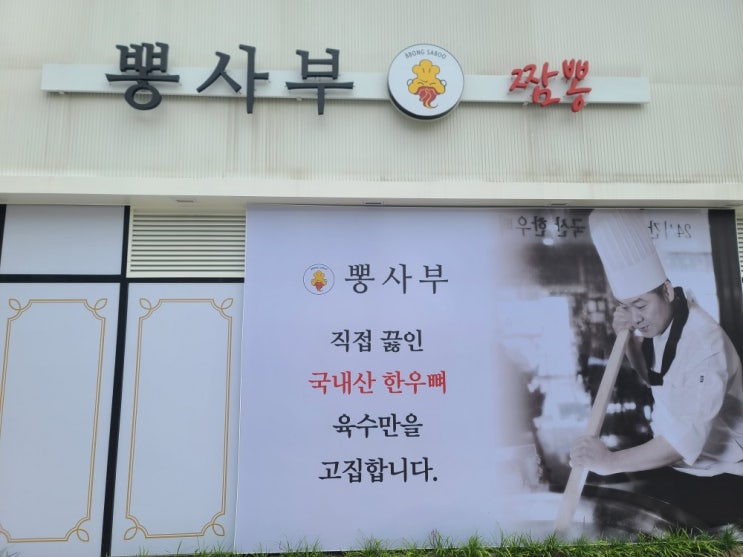 뽕사부
BBONG SABOO
짬뽕
뽕사부
직접 끓인
국내산 한우뼈
육수만을
고집합니다.